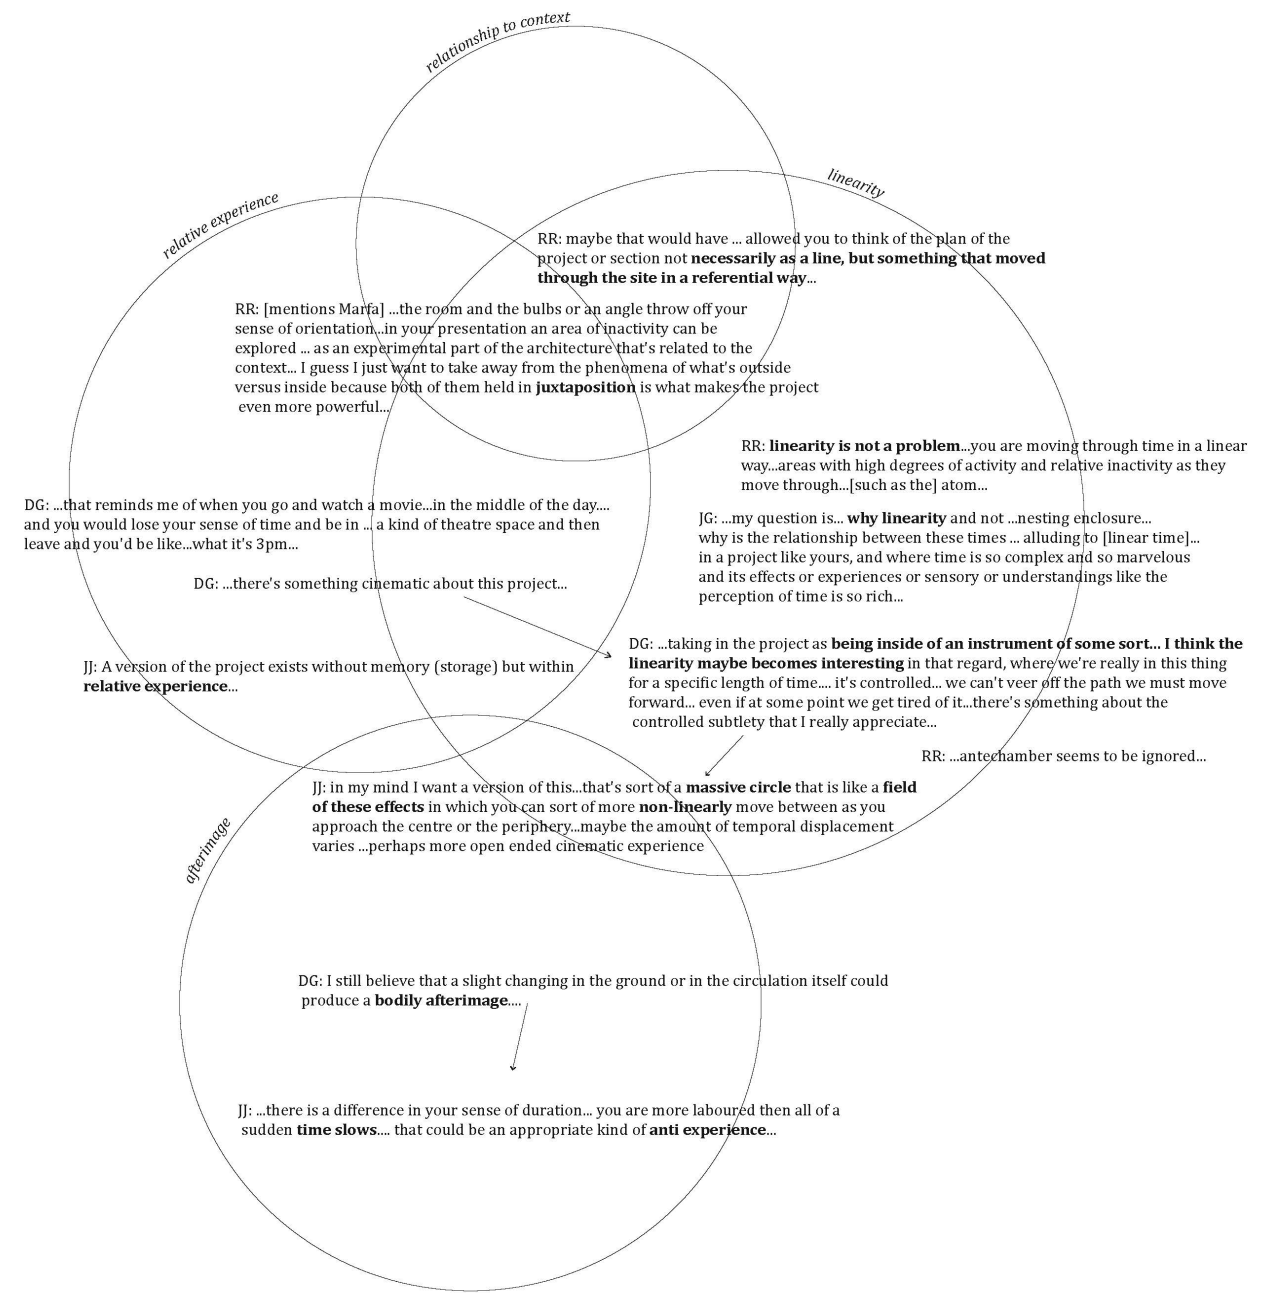 relationship to context
linearity
relative experience
RR: maybe that would have ... allowed you to think of the plan of the
project or section not necessarily as a line, but something that moved
through the site in a referential way...
RR: [mentions Marfa] ...the room and the bulbs or an angle throw off your
sense of orientation...in your presentation an area of inactivity can be
explored ... as an experimental part of the architecture that's related to the
context... I guess I just want to take away from the phenomena of what's outside
versus inside because both of them held in juxtaposition is what makes the project
even more powerful...
RR: linearity is not a problem...you are moving through time in a linear
way...areas with high degrees of activity and relative inactivity as they
move through...[such as the] atom...
DG: ...that reminds me of when you go and watch a movie...in the middle of the day....
and you would lose your sense of time and be in ... a kind of theatre space and then
leave and you'd be like...what it's 3pm...
JG: ...my question is... why linearity and not ...nesting enclosure...
why is the relationship between these times ... alluding to [linear time]...
in a project like yours, and where time is so complex and so marvelous
and its effects or experiences or sensory or understandings like the
perception of time is so rich...
DG: ...there's something cinematic about this project...
DG: ...taking in the project as being inside of an instrument of some sort... I think the
linearity maybe becomes interesting in that regard, where we're really in this thing
for a specific length of time.... it's controlled... we can't veer off the path we must move
forward... even if at some point we get tired of it...there's something about the
controlled subtlety that I really appreciate...
JJ: A version of the project exists without memory (storage) but within
relative experience...
RR: ...antechamber seems to be ignored...
JJ: in my mind I want a version of this...that's sort of a massive circle that is like a field
of these effects in which you can sort of more non-linearly move between as you
approach the centre or the periphery...maybe the amount of temporal displacement
varies ...perhaps more open ended cinematic experience
afterimage
DG: I still believe that a slight changing in the ground or in the circulation itself could
produce a bodily afterimage....
JJ: ...there is a difference in your sense of duration... you are more laboured then all of a
sudden time slows.... that could be an appropriate kind of anti experience...